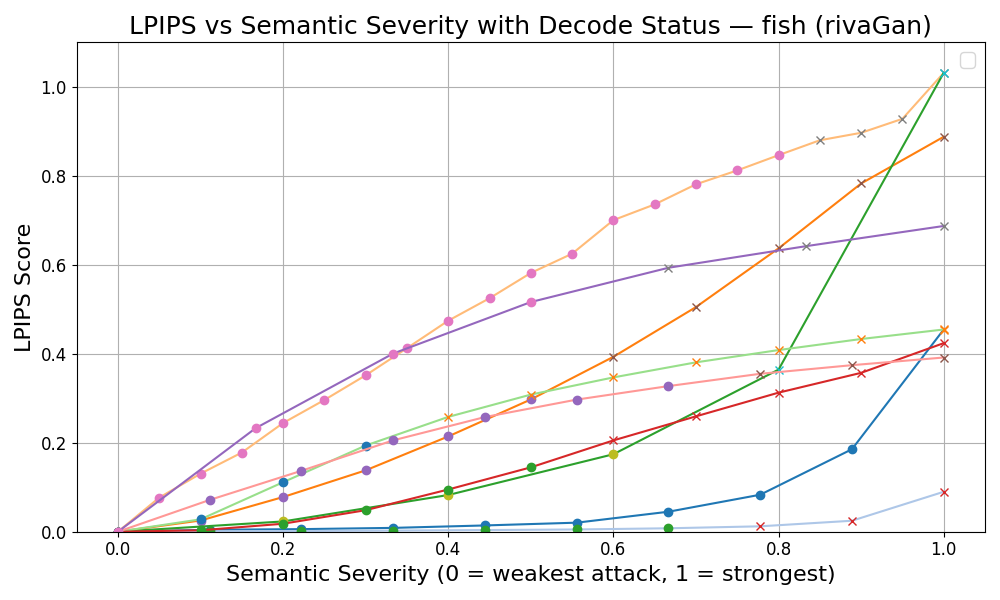 LPIPS vs Semantic Severity with Decode Status — fish (rivaGan)
1.0
0.8
0.6
0.4
0.2
0.0
LPIPS Score
0.0 0.2 0.4 0.6 0.8 1.0
Semantic Severity (0 = weakest attack, 1 = strongest)